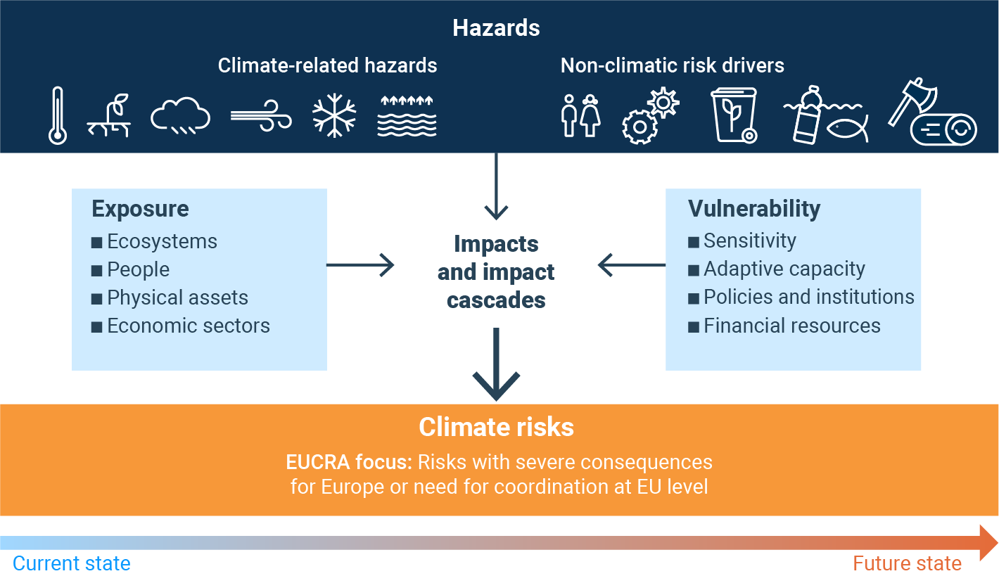 Hazards
Climate-related hazards
Non-climatic risk drivers
Exposure
■ Ecosystems
■ People
■ Physical assets
■ Economic sectors
Impacts
and impact
cascades
Vulnerability
■ Sensitivity
■ Adaptive capacity
■ Policies and institutions
■ Financial resources
Climate risks
EUCRA focus: Risks with severe consequences
for Europe or need for coordination at EU level
Current state
Future state